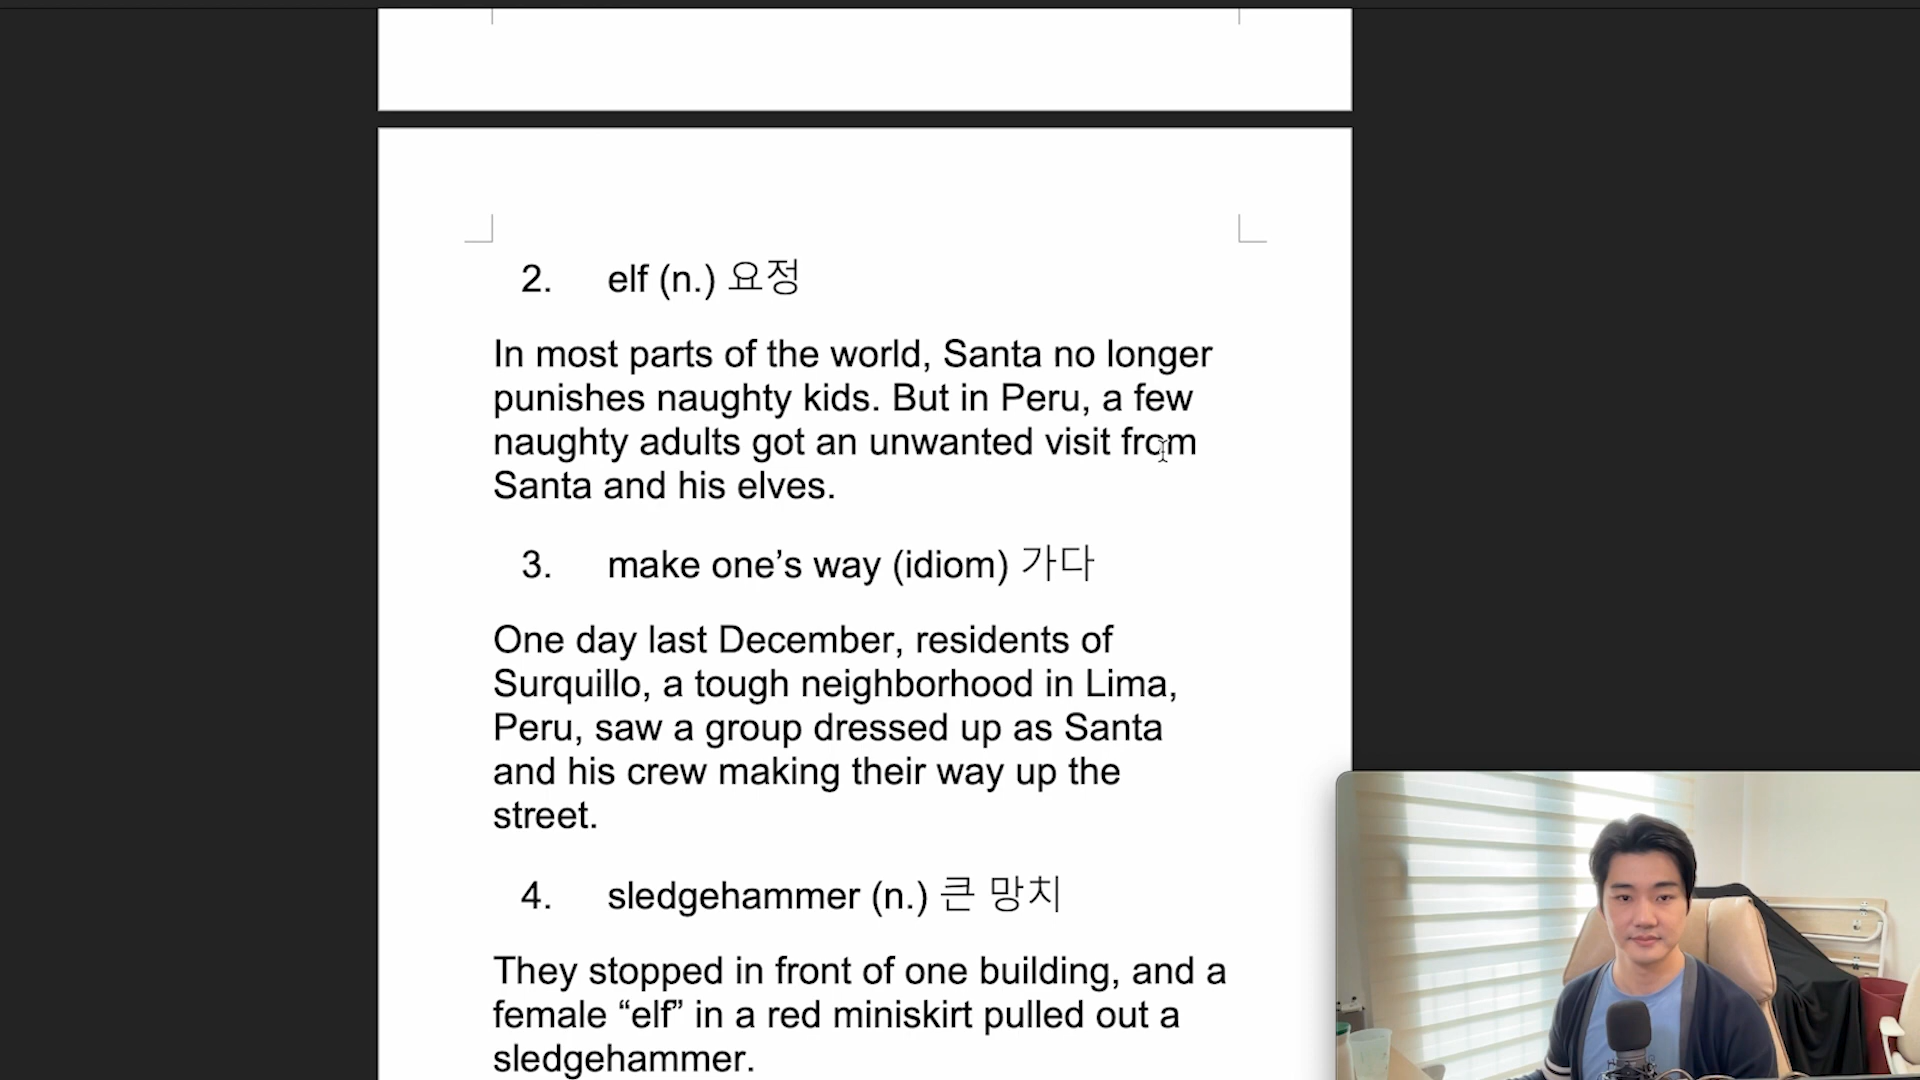 2. elf (n.) 요정
In most parts of the world, Santa no longer
punishes naughty kids. But in Peru, a few
naughty adults got an unwanted visit from
Santa and his elves.
3. make one’s way (idiom) 가다
One day last December, residents of
Surquillo, a tough neighborhood in Lima,
Peru, saw a group dressed up as Santa
and his crew making their way up the
street.
4. sledgehammer (n.) 큰 망치
They stopped in front of one building, and a
female “elf” in a red miniskirt pulled out a
sledgehammer.